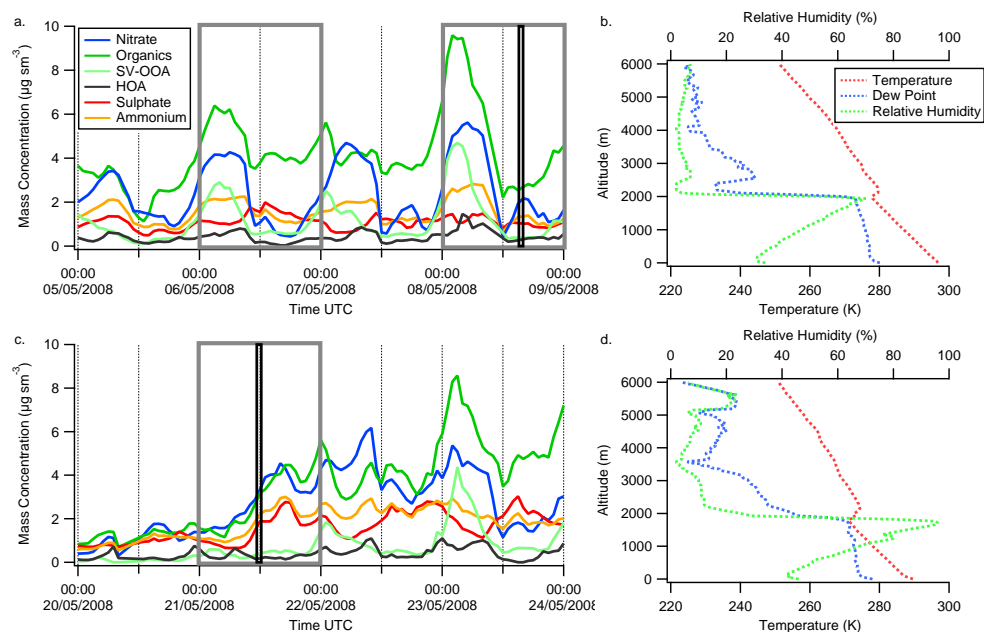 a.
10
8
6
4
2
0
Mass Concentration (µg sm⁻³)
Nitrate
Organics
SV-OOA
HOA
Sulphate
Ammonium
00:00 00:00 00:00 00:00 00:00
05/05/2008 06/05/2008 07/05/2008 08/05/2008 09/05/2008
Time UTC
b.
Relative Humidity (%)
0 20 40 60 80 100
6000
5000
4000
3000
2000
1000
0
Altitude (m)
Temperature
Dew Point
Relative Humidity
220 240 260 280 300
Temperature (K)
c.
10
8
6
4
2
0
Mass Concentration (µg sm⁻³)
00:00 00:00 00:00 00:00 00:00
20/05/2008 21/05/2008 22/05/2008 23/05/2008 24/05/2008
Time UTC
d.
Relative Humidity (%)
0 20 40 60 80 100
6000
5000
4000
3000
2000
1000
0
Altitude (m)
220 240 260 280 300
Temperature (K)